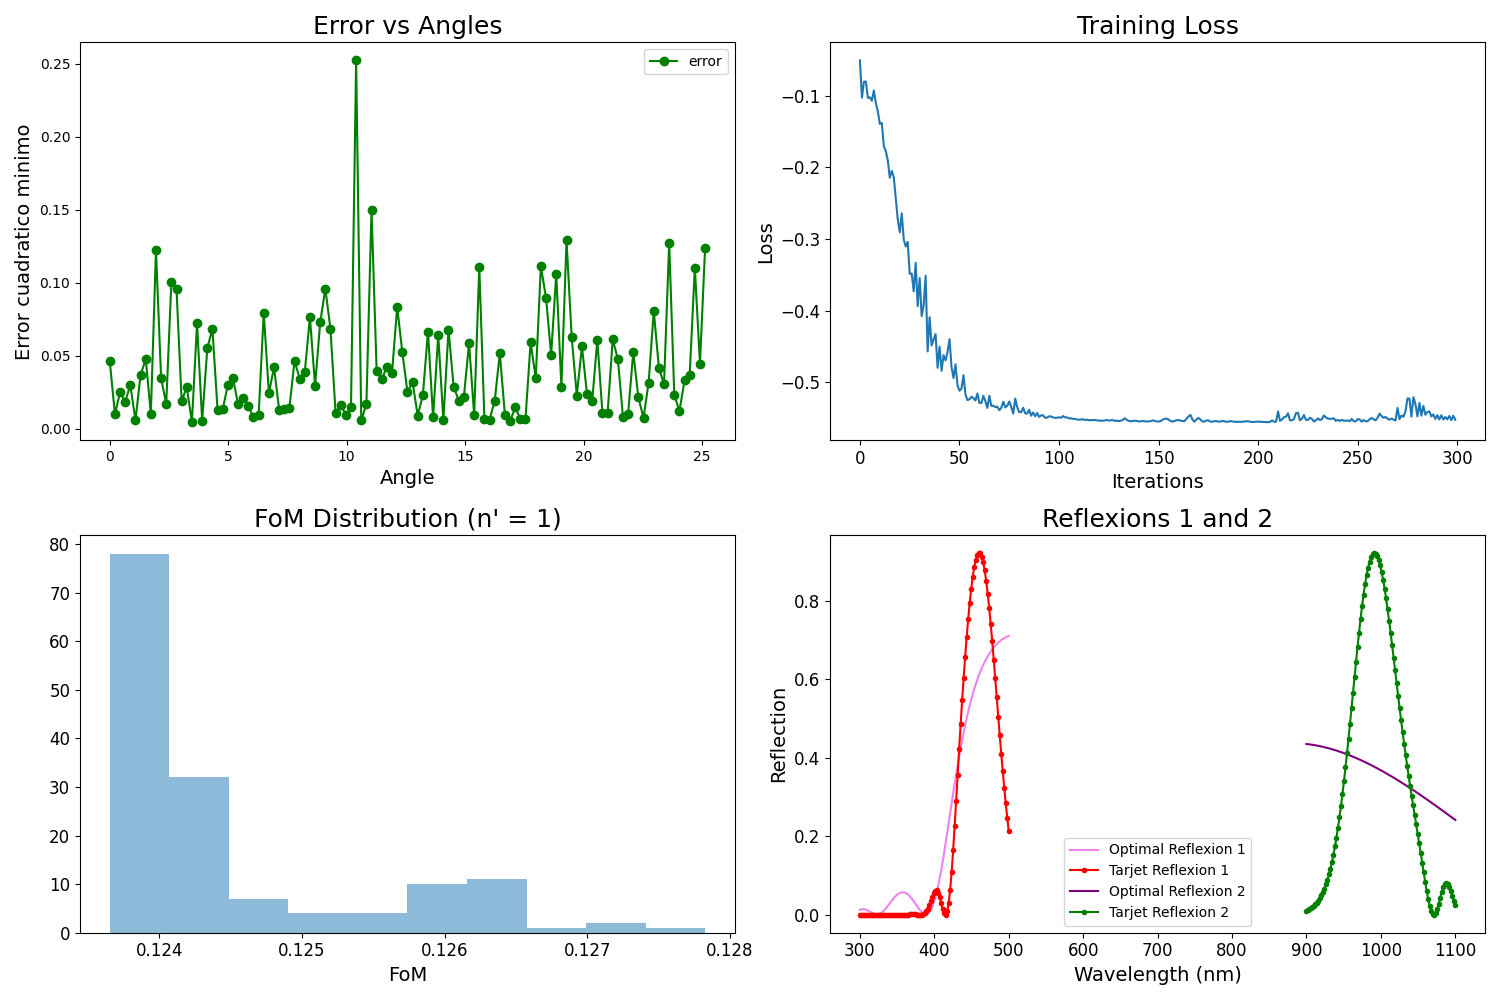 Error vs Angles
error
0.25
0.20
0.15
0.10
0.05
0.00
Error cuadratico minimo
0 5 10 15 20 25
Angle
Training Loss
−0.1
−0.2
−0.3
−0.4
−0.5
Loss
0 50 100 150 200 250 300
Iterations
FoM Distribution (n' = 1)
80
70
60
50
40
30
20
10
0
0.124 0.125 0.126 0.127 0.128
FoM
Reflexions 1 and 2
0.8
0.6
0.4
0.2
0.0
Reflection
Optimal Reflexion 1
Tarjet Reflexion 1
Optimal Reflexion 2
Tarjet Reflexion 2
300 400 500 600 700 800 900 1000 1100
Wavelength (nm)